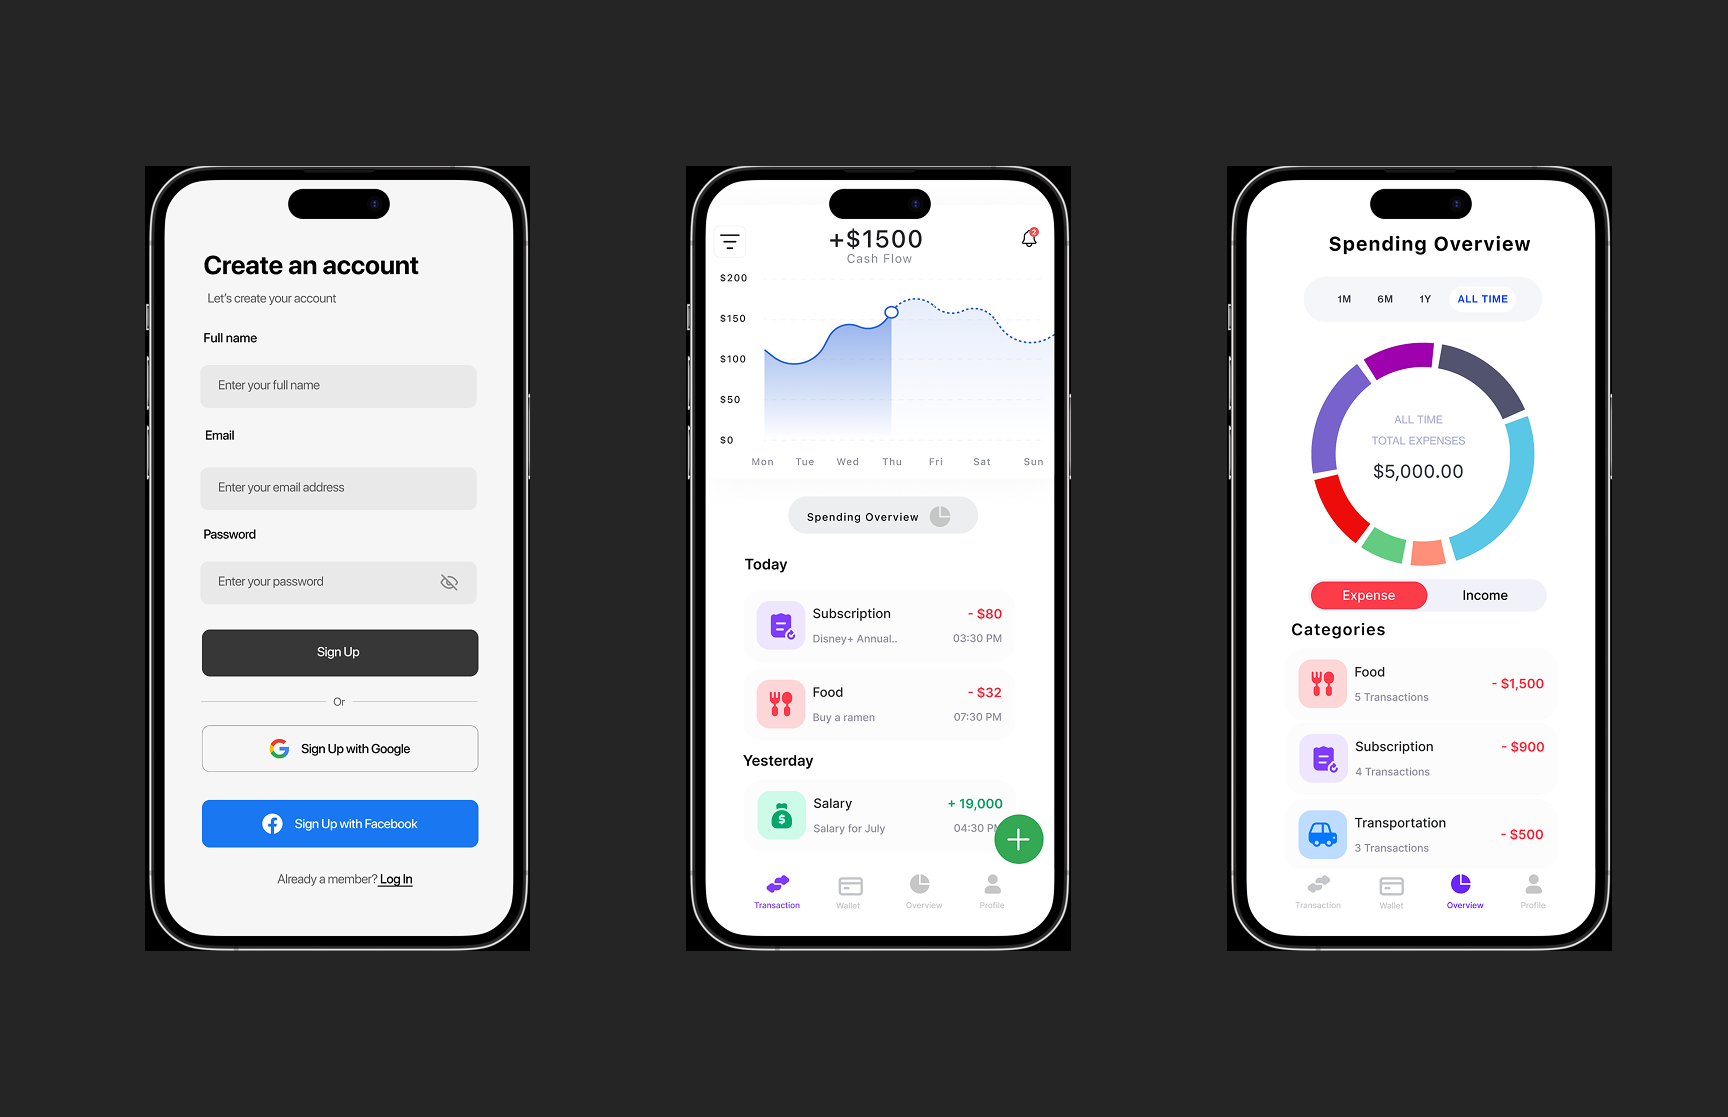 Create an account
Let's create your account
Full name
Enter your full name
Email
Enter your email address
Password
Enter your password
Sign Up
Or
Sign Up with Google
Sign Up with Facebook
Already a member? Log In
+$1500
2
Cash Flow
$200
$150
$100
$50
$0
Mon Tue Wed Thu Fri Sat Sun
Spending Overview
Today
Subscription - $80
Disney+ Annual.. 03:30 PM
Food - $32
Buy a ramen 07:30 PM
Yesterday
Salary + 19,000
Salary for July 04:30 PM
Transaction Wallet Overview Profile
Spending Overview
1M 6M 1Y ALL TIME
ALL TIME
TOTAL EXPENSES
$5,000.00
Expense Income
Categories
Food - $1,500
5 Transactions
Subscription - $900
4 Transactions
Transportation - $500
3 Transactions
Transaction Wallet Overview Profile